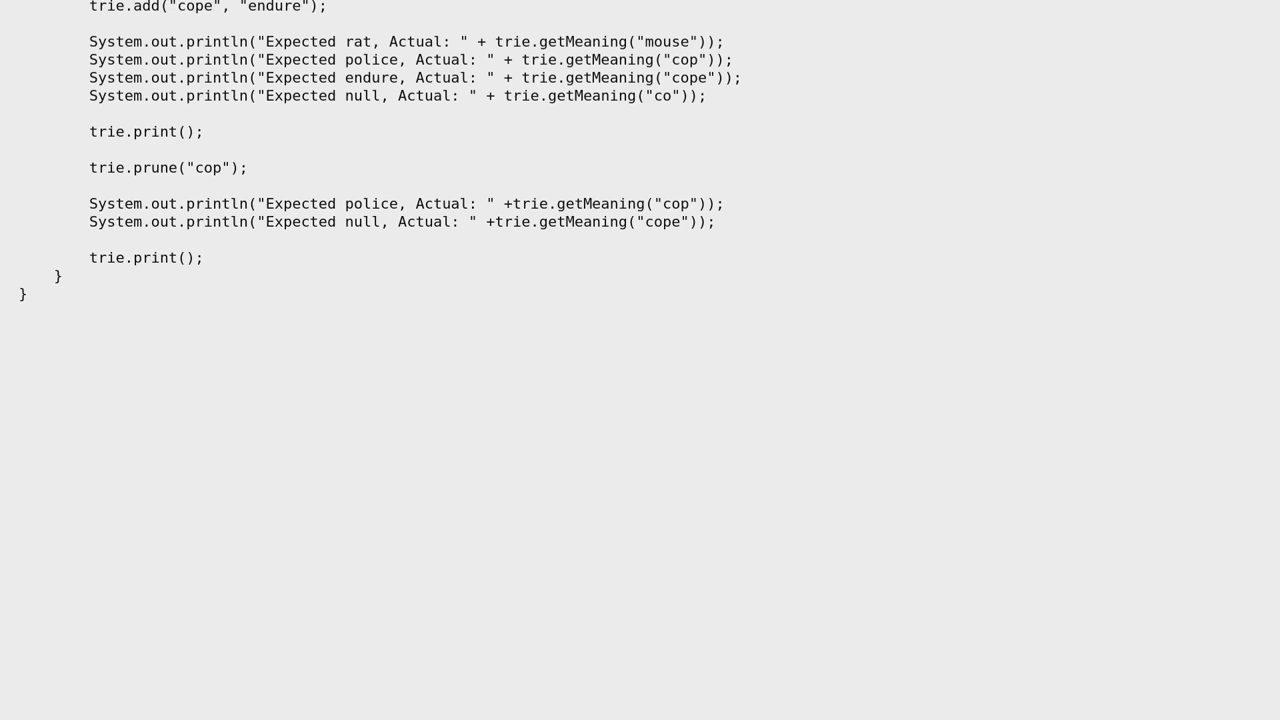 trie.add("cope", "endure");
System.out.println("Expected rat, Actual: " + trie.getMeaning("mouse"));
System.out.println("Expected police, Actual: " + trie.getMeaning("cop"));
System.out.println("Expected endure, Actual: " + trie.getMeaning("cope"));
System.out.println("Expected null, Actual: " + trie.getMeaning("co"));
trie.print();
trie.prune("cop");
System.out.println("Expected police, Actual: " +trie.getMeaning("cop"));
System.out.println("Expected null, Actual: " +trie.getMeaning("cope"));
trie.print();
}
}